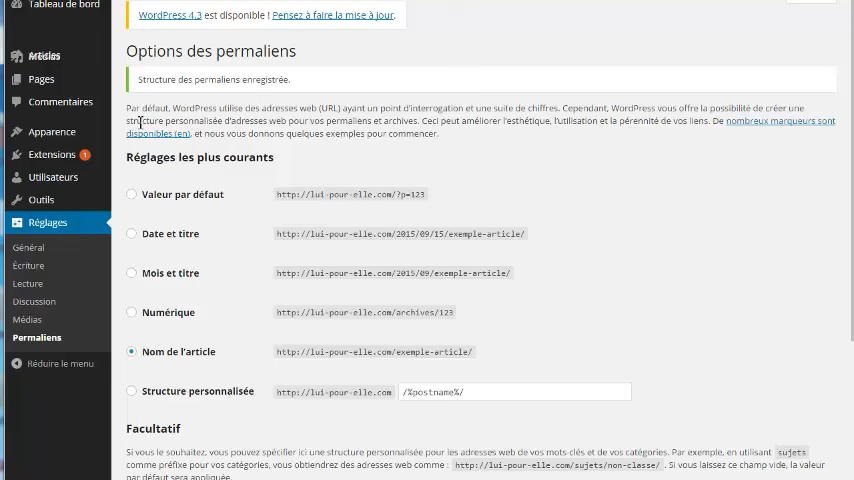 Tableau de bord
WordPress 4.3 est disponible ! Pensez à faire la mise à jour.
Options des permaliens
Articles
Pages
Structure des permaliens enregistrée.
Commentaires
Par défaut, WordPress utilise des adresses web (URL) ayant un point d'interrogation et une suite de chiffres. Cependant, WordPress vous offre la possibilité de créer une
structure personnalisée d'adresses web pour vos permaliens et archives. Ceci peut améliorer l'esthétique, l'utilisation et la pérennité de vos liens. De nombreux marqueurs sont
disponibles (en), et nous vous donnons quelques exemples pour commencer.
Apparence
Extensions 1
Réglages les plus courants
Utilisateurs
Valeur par défaut http://lui-pour-elle.com/?p=123
Outils
Réglages
Date et titre http://lui-pour-elle.com/2015/09/15/exemple-article/
Général
Écriture
Mois et titre http://lui-pour-elle.com/2015/09/exemple-article/
Lecture
Discussion
Numérique http://lui-pour-elle.com/archives/123
Médias
Permaliens
Nom de l'article http://lui-pour-elle.com/exemple-article/
Réduire le menu
Structure personnalisée http://lui-pour-elle.com /%postname%/
Facultatif
Si vous le souhaitez, vous pouvez spécifier ici une structure personnalisée pour les adresses web de vos mots-clés et de vos catégories. Par exemple, en utilisant sujets
comme préfixe pour vos catégories, vous obtiendrez des adresses web comme : http://lui-pour-elle.com/sujets/non-classe/ . Si vous laissez ce champ vide, la valeur
par défaut sera appliquée.